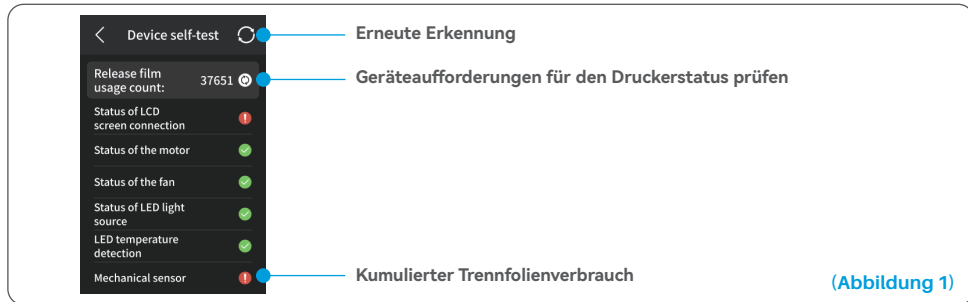 Device self-test
Erneute Erkennung
Release film
usage count:
37651
Geräteaufforderungen für den Druckerstatus prüfen
Status of LCD
screen connection
Status of the motor
Status of the fan
Status of LED light
source
LED temperature
detection
Mechanical sensor
Kumulierter Trennfolienverbrauch
(Abbildung 1)